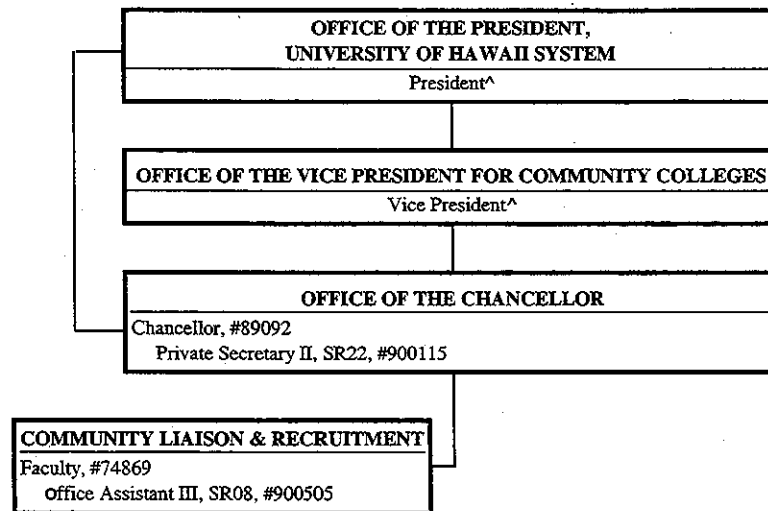 OFFICE OF THE PRESIDENT,
UNIVERSITY OF HAWAII SYSTEM
President^
OFFICE OF THE VICE PRESIDENT FOR COMMUNITY COLLEGES
Vice President^
OFFICE OF THE CHANCELLOR
Chancellor, #89092
Private Secretary II, SR22, #900115
COMMUNITY LIAISON & RECRUITMENT
Faculty, #74869
Office Assistant III, SR08, #900505